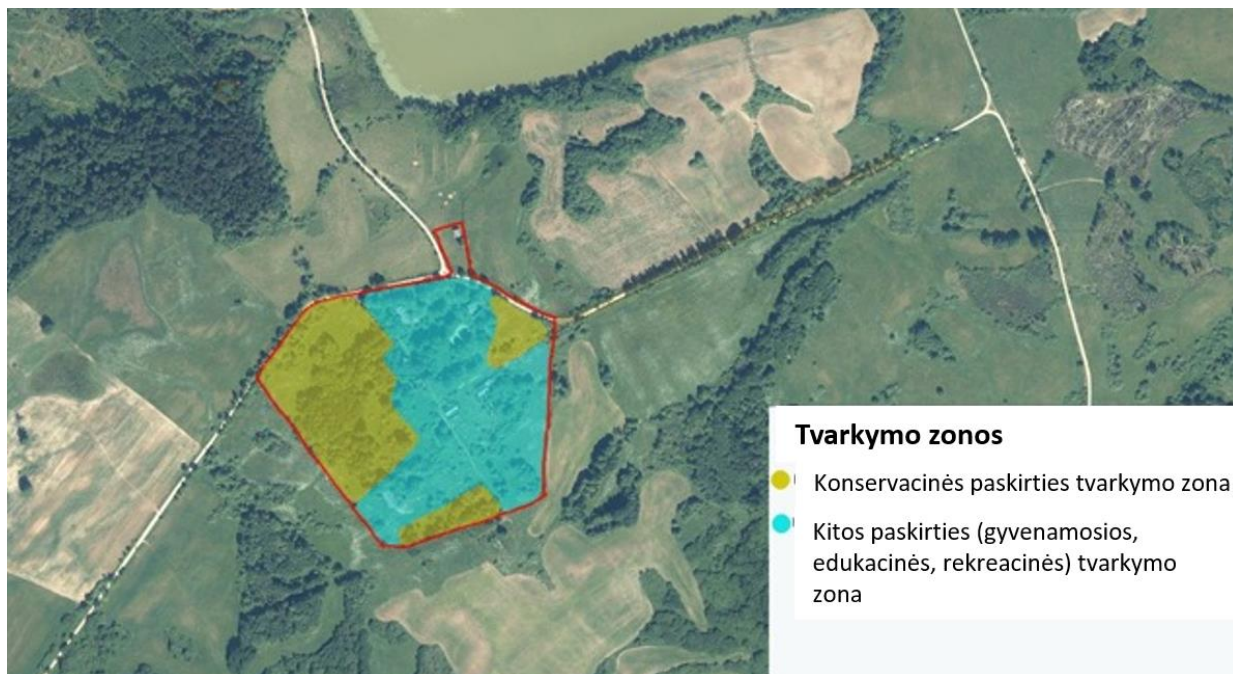 Tvarkymo zonos
Konservacinės paskirties tvarkymo zona
Kitos paskirties (gyvenamosios,
edukacinės, rekreacinės) tvarkymo
zona